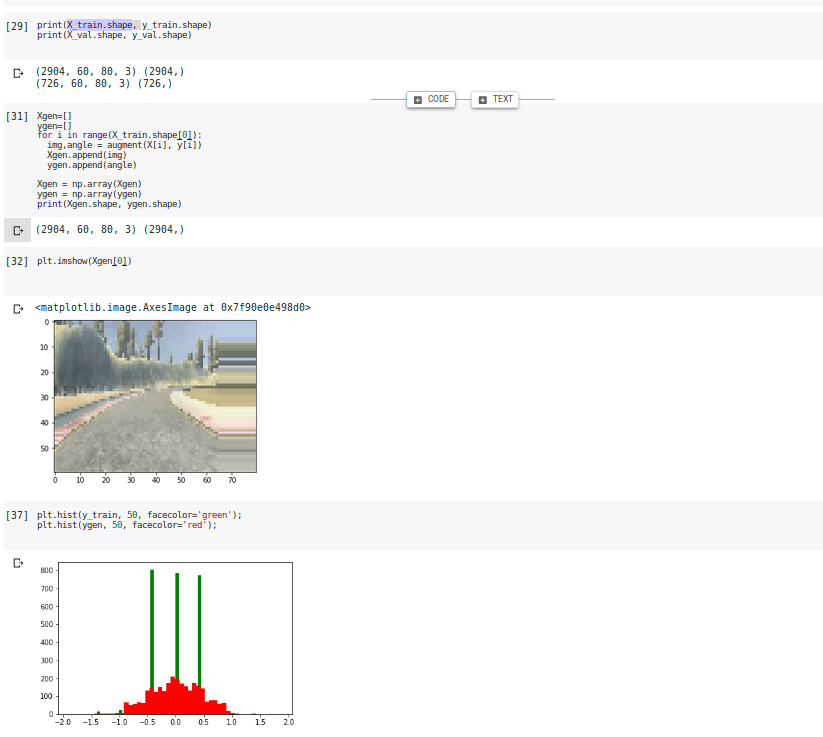 [29] print(X_train.shape, y_train.shape)
print(X_val.shape, y_val.shape)
(2904, 60, 80, 3) (2904,)
(726, 60, 80, 3) (726,)
CODE TEXT
[31] Xgen=[]
ygen=[]
for i in range(X_train.shape[0]):
img,angle = augment(X[i], y[i])
Xgen.append(img)
ygen.append(angle)
Xgen = np.array(Xgen)
ygen = np.array(ygen)
print(Xgen.shape, ygen.shape)
(2904, 60, 80, 3) (2904,)
[32] plt.imshow(Xgen[0])
<matplotlib.image.AxesImage at 0x7f90e0e498d0>
0
10
20
30
40
50
0 10 20 30 40 50 60 70
[37] plt.hist(y_train, 50, facecolor='green');
plt.hist(ygen, 50, facecolor='red');
800
700
600
500
400
300
200
100
0
−2.0 −1.5 −1.0 −0.5 0.0 0.5 1.0 1.5 2.0